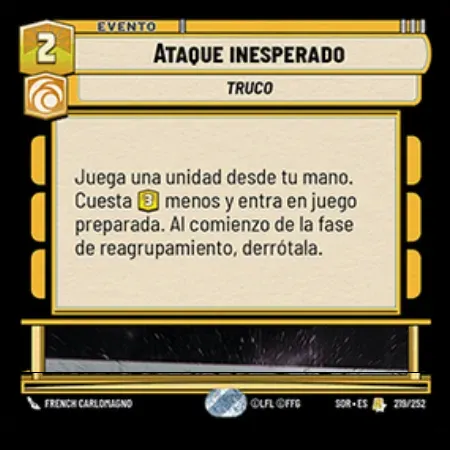 EVENTO
2
ATAQUE INESPERADO
TRUCO
Juega una unidad desde tu mano.
Cuesta 3 menos y entra en juego
preparada. Al comienzo de la fase
de reagrupamiento, derrótala.
FRENCH CARLOMAGNO ©LFL ©FFG SOR•ES 219/252